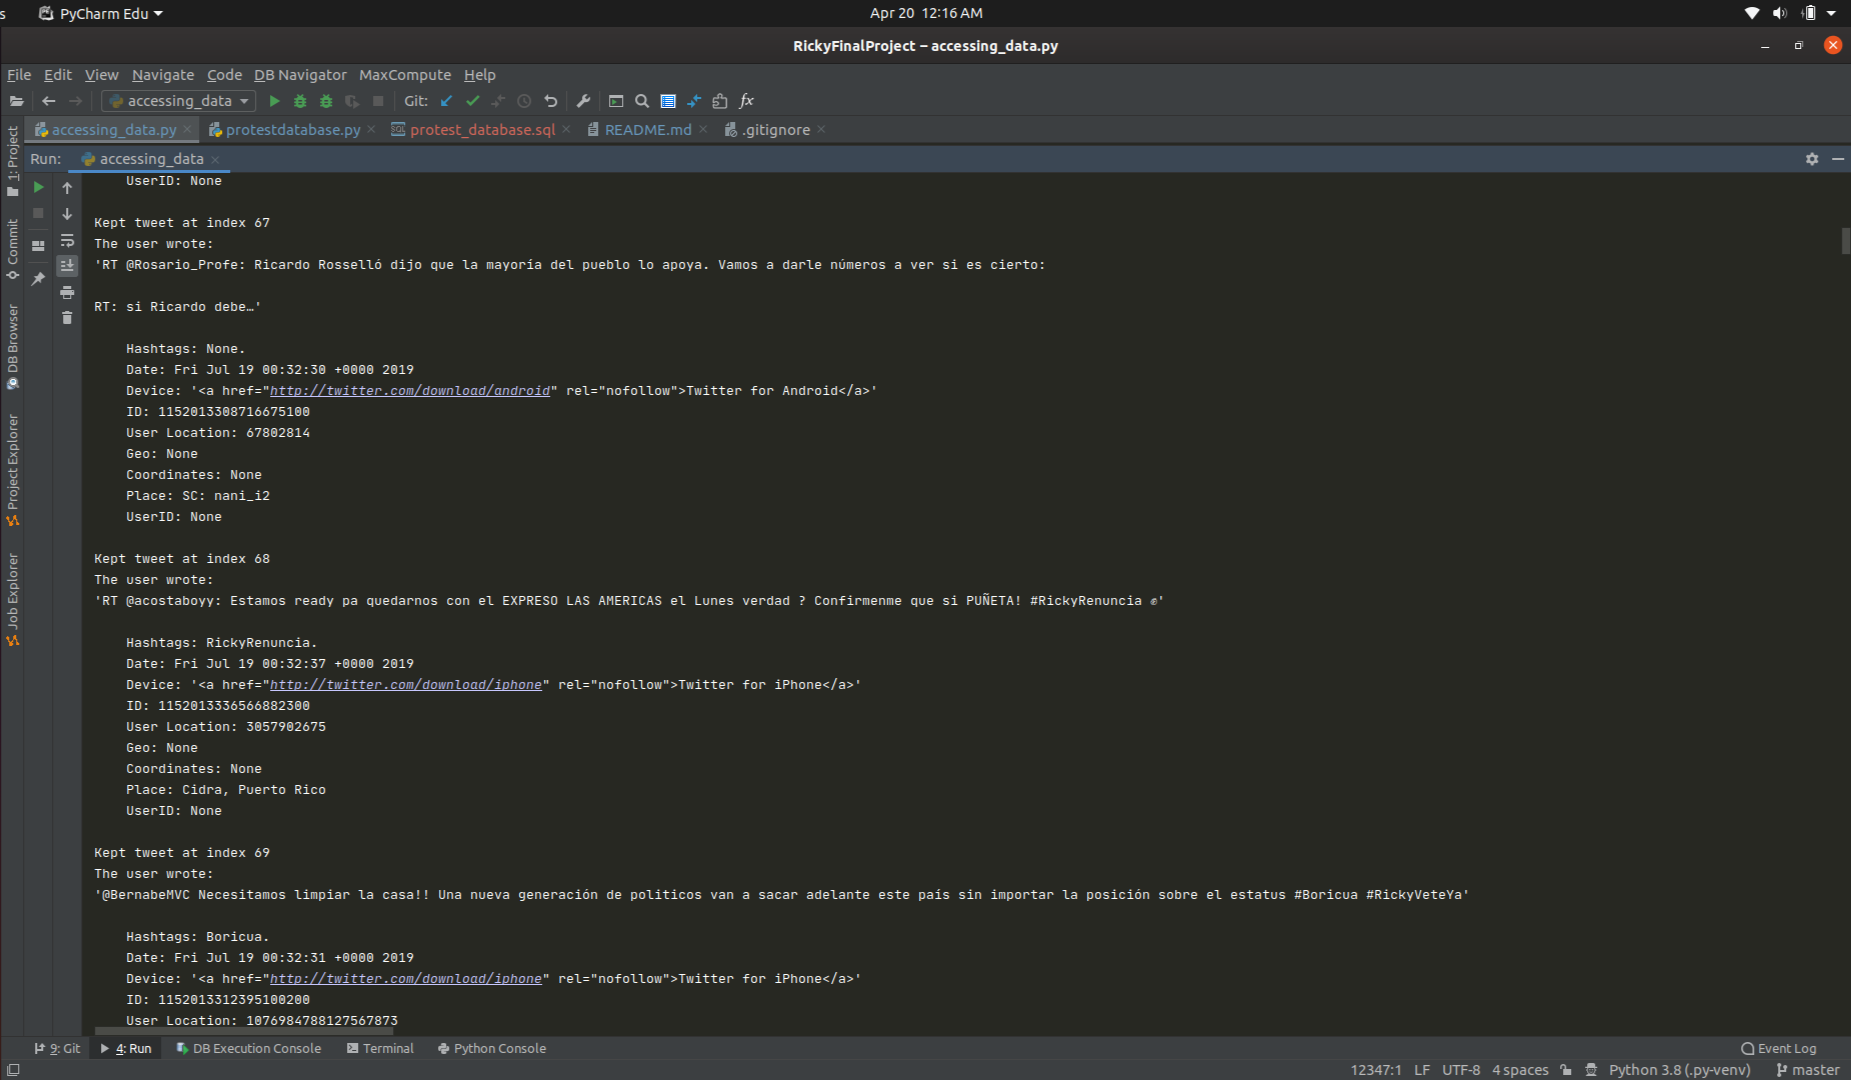 s PyCharm Edu Apr 20 12:16 AM
RickyFinalProject – accessing_data.py
File Edit View Navigate Code DB Navigator MaxCompute Help
accessing_data Git: fx
accessing_data.py protestdatabase.py protest_database.sql README.md .gitignore
Run: accessing_data
1: Project
Commit
DB Browser
Project Explorer
Job Explorer
UserID: None
Kept tweet at index 67
The user wrote:
'RT @Rosario_Profe: Ricardo Rosselló dijo que la mayoría del pueblo lo apoya. Vamos a darle números a ver si es cierto:
RT: si Ricardo debe…'
Hashtags: None.
Date: Fri Jul 19 00:32:30 +0000 2019
Device: '<a href="http://twitter.com/download/android" rel="nofollow">Twitter for Android</a>'
ID: 1152013308716675100
User Location: 67802814
Geo: None
Coordinates: None
Place: SC: nani_i2
UserID: None
Kept tweet at index 68
The user wrote:
'RT @acostaboyy: Estamos ready pa quedarnos con el EXPRESO LAS AMERICAS el Lunes verdad ? Confirmenme que si PUÑETA! #RickyRenuncia ✊'
Hashtags: RickyRenuncia.
Date: Fri Jul 19 00:32:37 +0000 2019
Device: '<a href="http://twitter.com/download/iphone" rel="nofollow">Twitter for iPhone</a>'
ID: 1152013336566882300
User Location: 3057902675
Geo: None
Coordinates: None
Place: Cidra, Puerto Rico
UserID: None
Kept tweet at index 69
The user wrote:
'@BernabeMVC Necesitamos limpiar la casa!! Una nueva generación de politicos van a sacar adelante este país sin importar la posición sobre el estatus #Boricua #RickyVeteYa'
Hashtags: Boricua.
Date: Fri Jul 19 00:32:31 +0000 2019
Device: '<a href="http://twitter.com/download/iphone" rel="nofollow">Twitter for iPhone</a>'
ID: 1152013312395100200
User Location: 1076984788127567873
9: Git 4: Run DB Execution Console Terminal Python Console Event Log
12347:1 LF UTF-8 4 spaces Python 3.8 (.py-venv) master